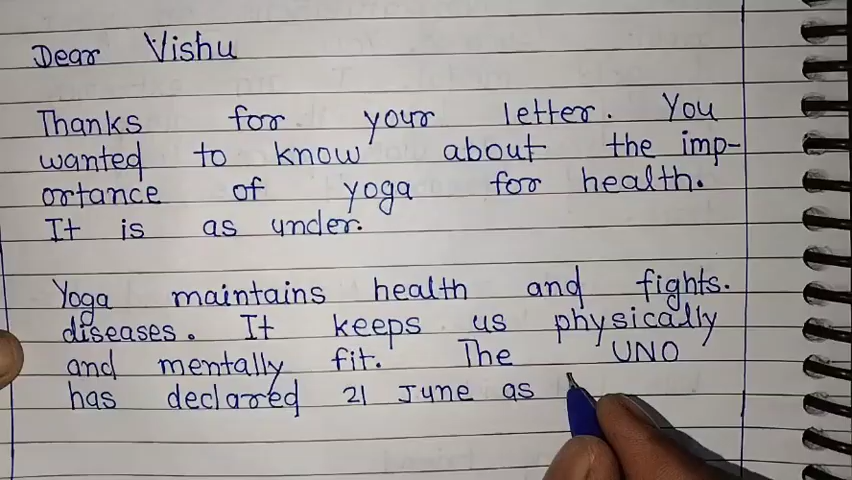 Dear Vishu
Thanks for your letter. You
wanted to know about the imp-
ortance of yoga for health.
It is as under.
Yoga maintains health and fights.
diseases. It keeps us physically
and mentally fit. The UNO
has declared 21 June as